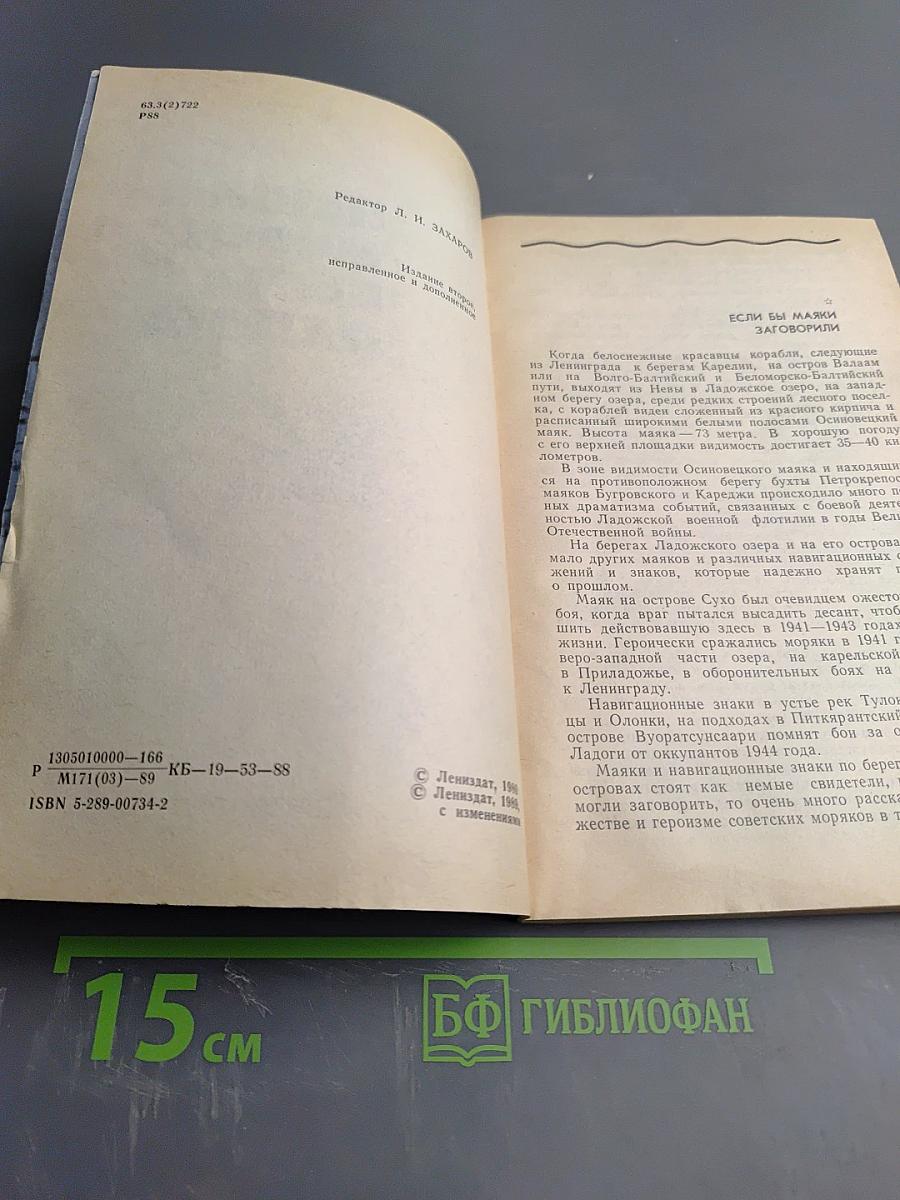 63.3(2)722
Р88
Редактор Л. И. ЗАХАРОВ
Издание второе,
исправленное и дополненное
Р 1305010000—166 КБ—19—53—88
М171(03)—89
ISBN 5-289-00734-2
© Лениздат,
© Лениздат, 1989,
с изменениями
☆
ЕСЛИ БЫ МАЯКИ
ЗАГОВОРИЛИ
Когда белоснежные красавцы корабли, следующие
из Ленинграда к берегам Карелии, на остров Валаам
или на Волго-Балтийский и Беломорско-Балтийский
пути, выходят из Невы в Ладожское озеро, на запад-
ном берегу озера, среди редких строений лесного посел-
ка, с кораблей виден сложенный из красного кирпича и
расписанный широкими белыми полосами Осиновецкий
маяк. Высота маяка — 73 метра. В хорошую погоду
с его верхней площадки видимость достигает 35—40 ки
лометров.
В зоне видимости Осиновецкого маяка и находящи
ся на противоположном берегу бухты Петрокрепос
маяков Бугровского и Кареджи происходило много п
ных драматизма событий, связанных с боевой деяте
ностью Ладожской военной флотилии в годы Вели
Отечественной войны.
На берегах Ладожского озера и на его острова
мало других маяков и различных навигационных с
жений и знаков, которые надежно хранят п
о прошлом.
Маяк на острове Сухо был очевидцем ожесто
боя, когда враг пытался высадить десант, чтоб
шить действовавшую здесь в 1941—1943 годах
жизни. Героически сражались моряки в 1941 г
веро-западной части озера, на карельской
в Приладожье, в оборонительных боях на
к Ленинграду.
Навигационные знаки в устье рек Тулок
цы и Олонки, на подходах в Питкярантский
острове Вуоратсунсаари помнят бои за о
Ладоги от оккупантов 1944 года.
Маяки и навигационные знаки по берег
островах стоят как немые свидетели,
могли заговорить, то очень много расска
жестве и героизме советских моряков в т
15 см
БФ ГИБЛИОФАН